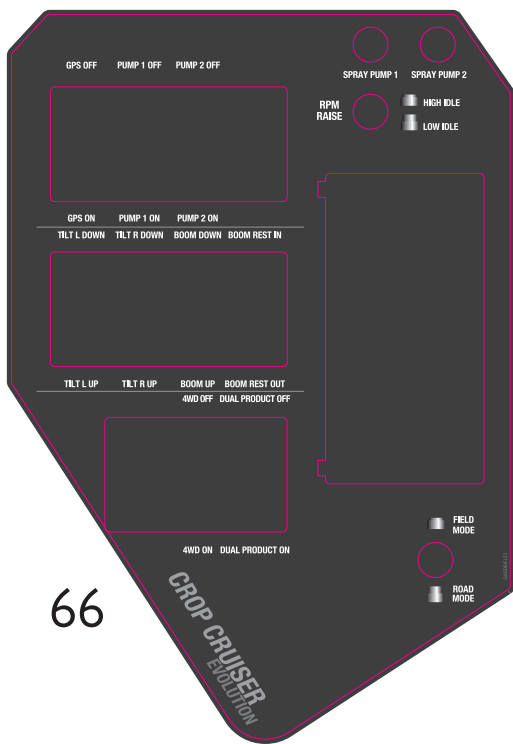 GPS OFF PUMP 1 OFF PUMP 2 OFF
SPRAY PUMP 1 SPRAY PUMP 2
RPM
RAISE
HIGH IDLE
LOW IDLE
GPS ON PUMP 1 ON PUMP 2 ON
TILT L DOWN TILT R DOWN BOOM DOWN BOOM REST IN
TILT L UP TILT R UP BOOM UP BOOM REST OUT
4WD OFF DUAL PRODUCT OFF
FIELD
MODE
4WD ON DUAL PRODUCT ON
ROAD
MODE
66
CROP CRUISER
EVOLUTION